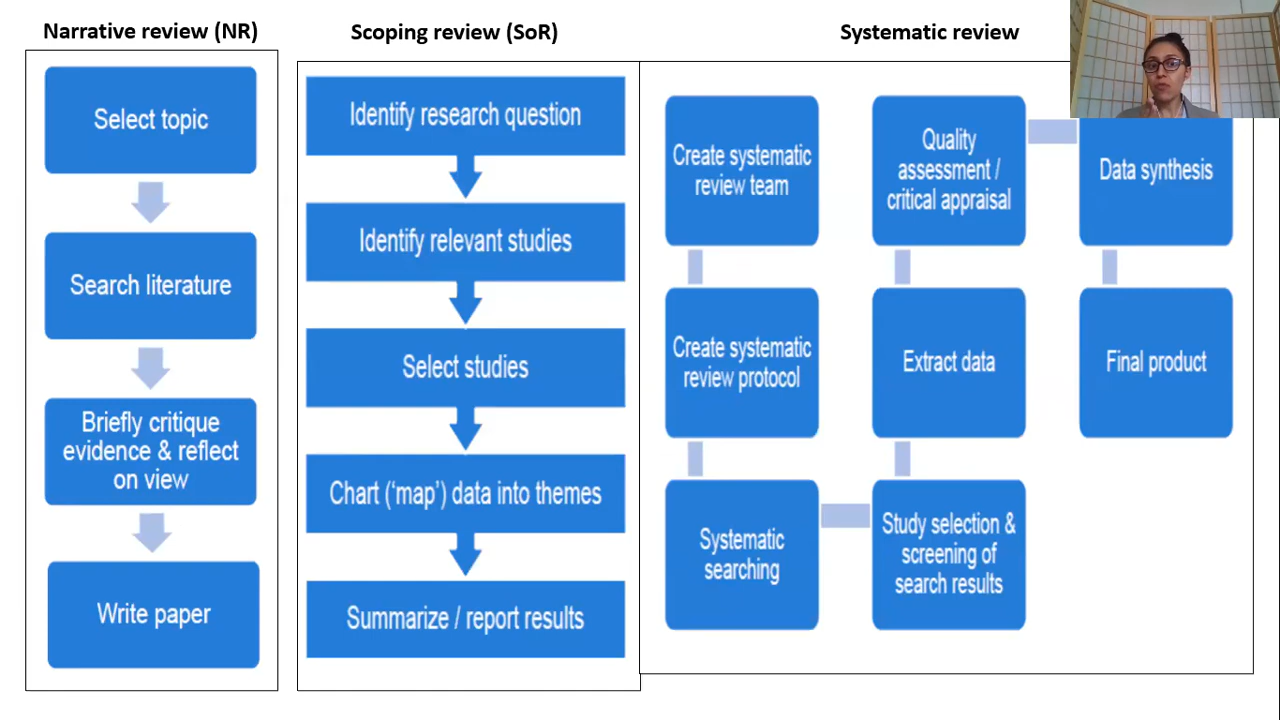 Narrative review (NR)
Select topic
Search literature
Briefly critique
evidence & reflect
on view
Write paper
Scoping review (SoR)
Identify research question
Identify relevant studies
Select studies
Chart (‘map’) data into themes
Summarize / report results
Systematic review
Create systematic
review team
Create systematic
review protocol
Systematic
searching
Study selection &
screening of
search results
Extract data
Quality
assessment /
critical appraisal
Data synthesis
Final product